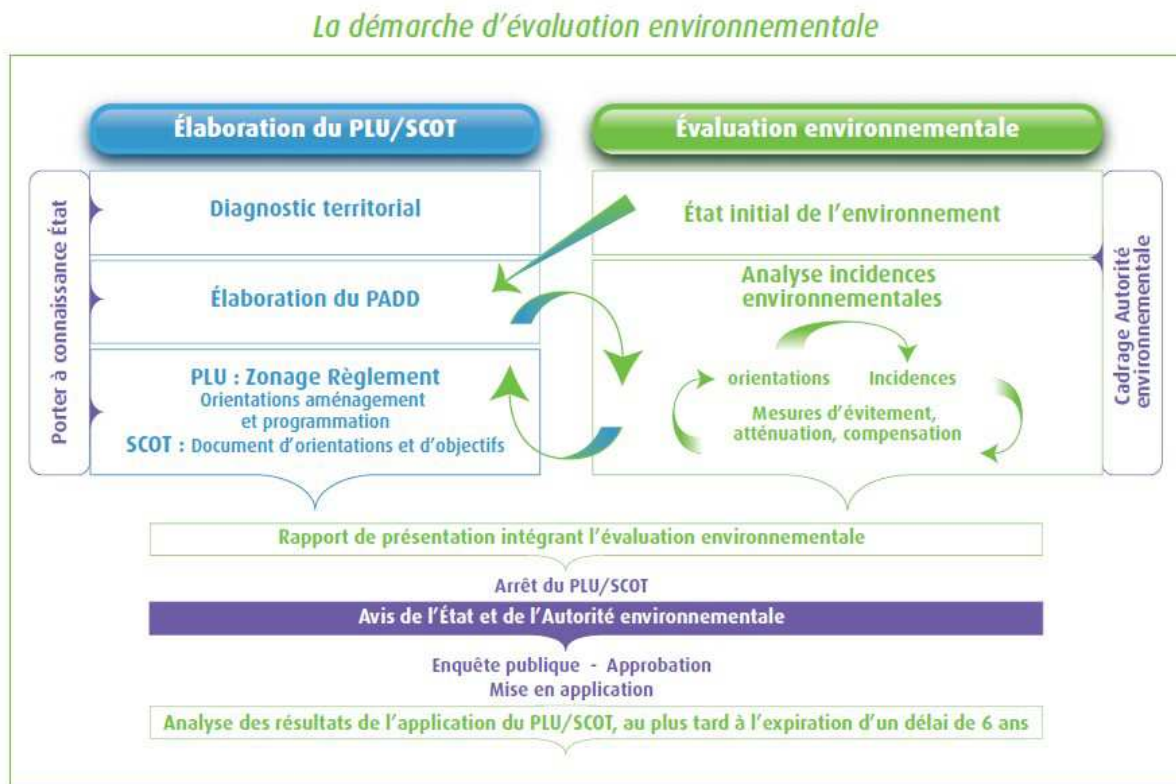 La démarche d'évaluation environnementale
Élaboration du PLU/SCOT
Évaluation environnementale
Porter à connaissance État
Diagnostic territorial
Élaboration du PADD
PLU : Zonage Règlement
Orientations aménagement
et programmation
SCOT : Document d'orientations et d'objectifs
État initial de l'environnement
Analyse incidences
environnementales
orientations
Incidences
Mesures d'évitement,
atténuation, compensation
Cadrage Autorité
environnementale
Rapport de présentation intégrant l'évaluation environnementale
Arrêt du PLU/SCOT
Avis de l'État et de l'Autorité environnementale
Enquête publique - Approbation
Mise en application
Analyse des résultats de l'application du PLU/SCOT, au plus tard à l'expiration d'un délai de 6 ans